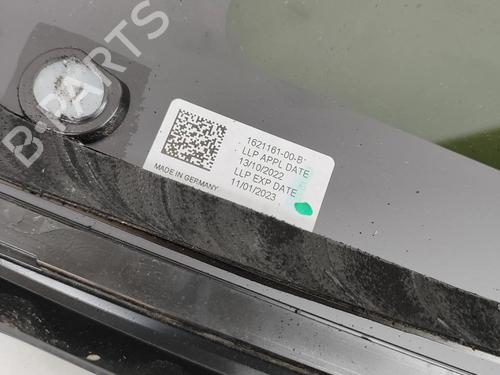 B-PARTS
1621161-00-B
LLP APPL DATE
13/10/2022
LLP EXP DATE
11/01/2023
MADE IN GERMANY